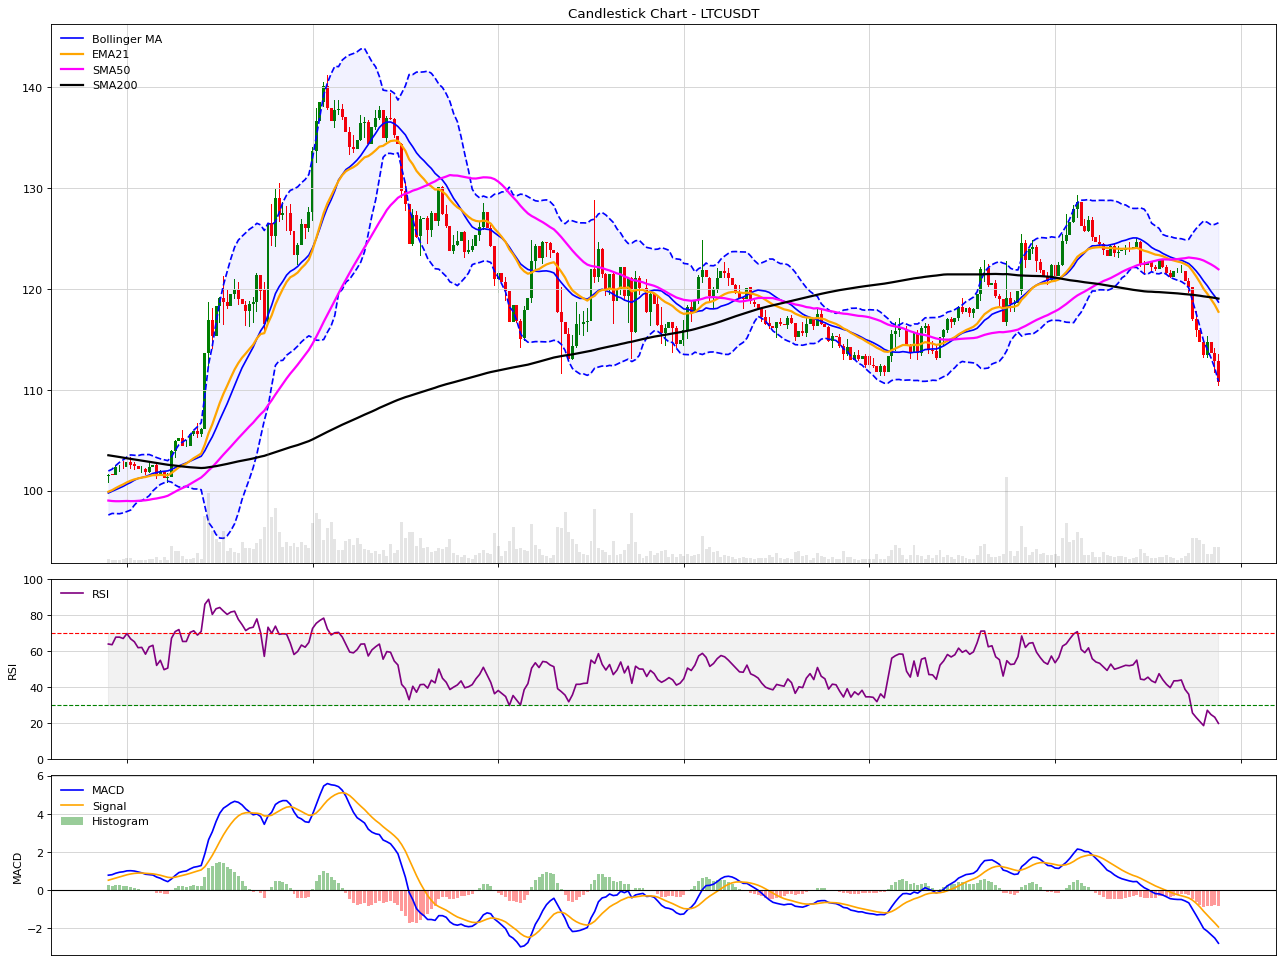 Candlestick Chart - LTCUSDT
Bollinger MA
EMA21
SMA50
SMA200
140
130
120
110
100
RSI
100
80
60
40
20
0
RSI
MACD
Signal
Histogram
6
4
2
0
−2
MACD